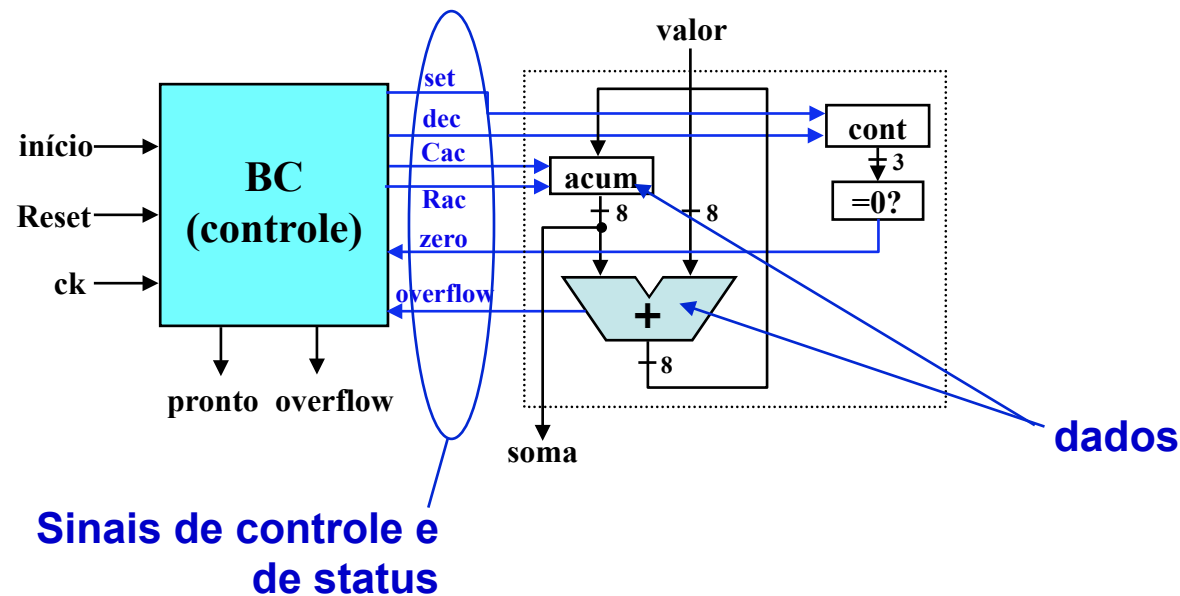 valor
set
dec
cont
início
Cac
3
BC
(controle)
acum
=0?
Reset
Rac
8
8
zero
ck
overflow
+
8
pronto
overflow
dados
soma
Sinais de controle e
de status